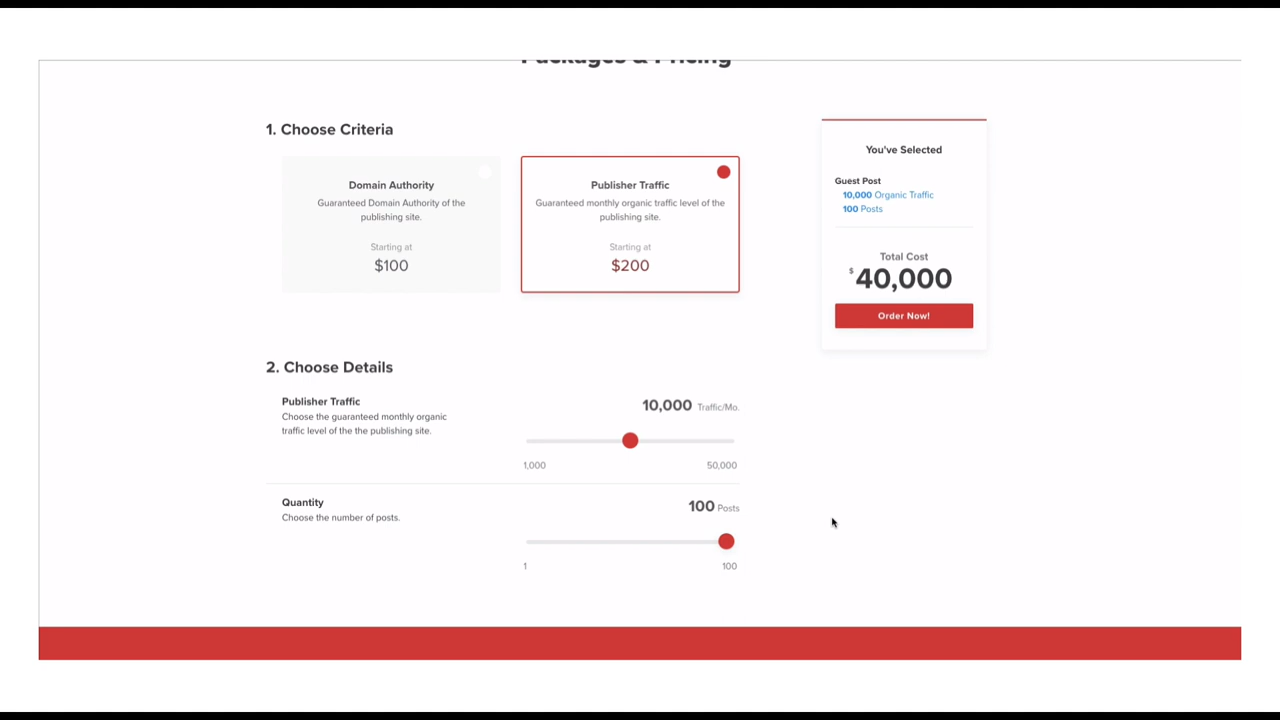 Packages & Pricing
1. Choose Criteria
Domain Authority
Guaranteed Domain Authority of the
publishing site.
Starting at
$100
Publisher Traffic
Guaranteed monthly organic traffic level of the
publishing site.
Starting at
$200
You've Selected
Guest Post
10,000 Organic Traffic
100 Posts
Total Cost
$40,000
Order Now!
2. Choose Details
Publisher Traffic
Choose the guaranteed monthly organic
traffic level of the the publishing site.
10,000 Traffic/Mo.
1,000
50,000
Quantity
Choose the number of posts.
100 Posts
1
100